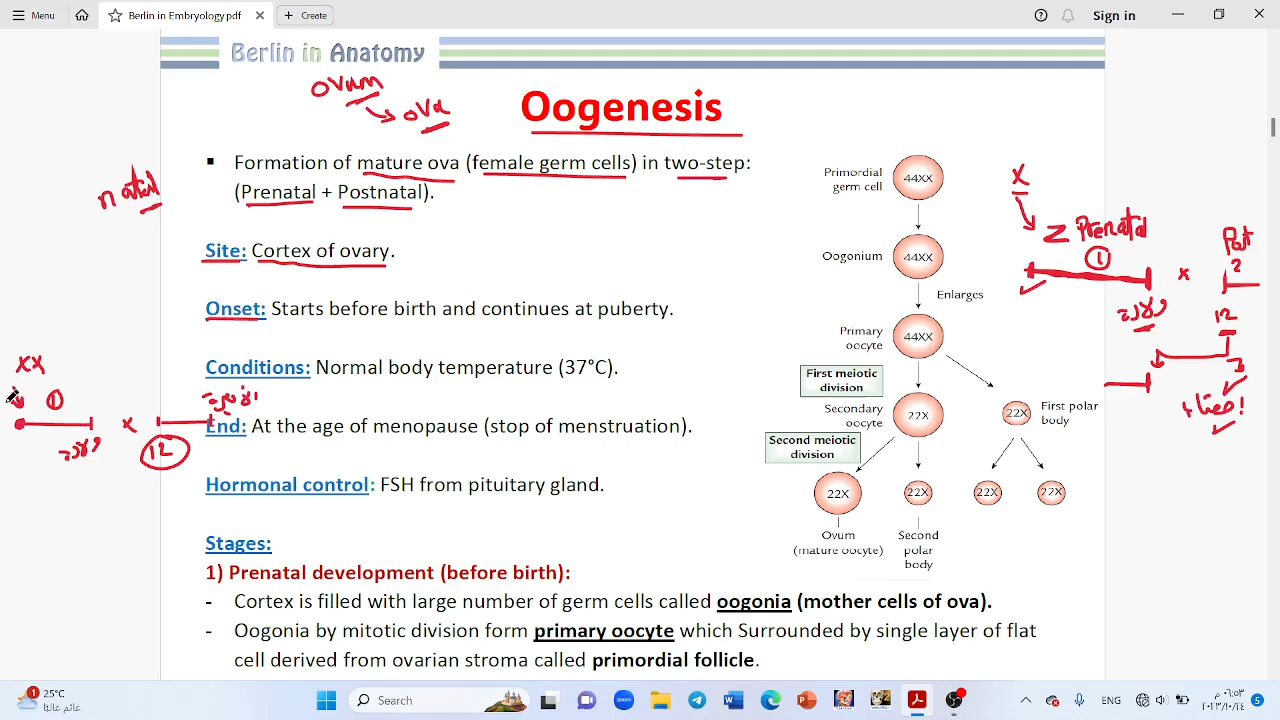 Menu
Berlin in Embryology.pdf
Create
Sign in
Berlin in Anatomy
ovum
ova
Oogenesis
Formation of mature ova (female germ cells) in two-step:
(Prenatal + Postnatal).
natal
Site: Cortex of ovary.
Onset: Starts before birth and continues at puberty.
Conditions: Normal body temperature (37°C).
End: At the age of menopause (stop of menstruation).
Hormonal control: FSH from pituitary gland.
Stages:
1) Prenatal development (before birth):
- Cortex is filled with large number of germ cells called oogonia (mother cells of ova).
- Oogonia by mitotic division form primary oocyte which Surrounded by single layer of flat
cell derived from ovarian stroma called primordial follicle.
XX
1
x
12
Primordial
germ cell
44XX
Oogonium
44XX
Enlarges
Primary
oocyte
44XX
First meiotic
division
Secondary
oocyte
22X
22X
First polar
body
Second meiotic
division
22X
22X
22X
22X
Ovum
(mature oocyte)
Second
polar
body
X
Prenatal
1
x
2
12
25°C
Search
ENG